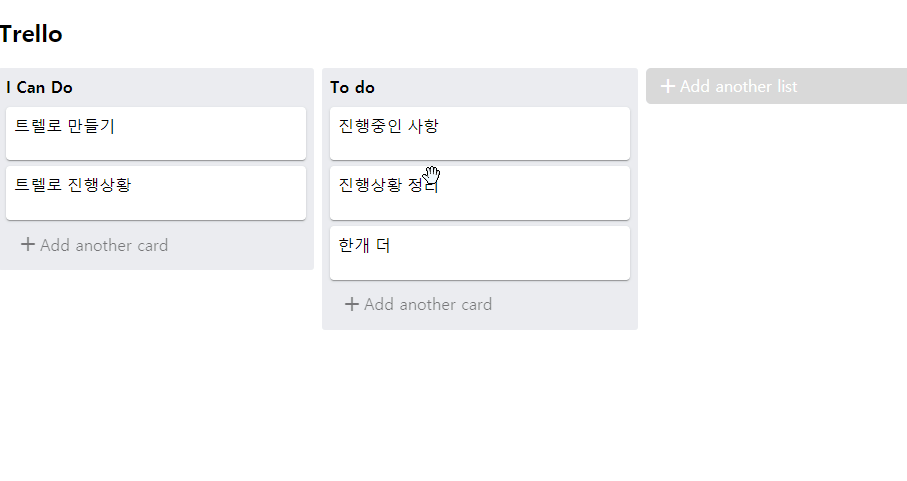 Trello
I Can Do
트렐로 만들기
트렐로 진행상황
Add another card
To do
진행중인 사항
진행상황 정리
한개 더
Add another card
Add another list